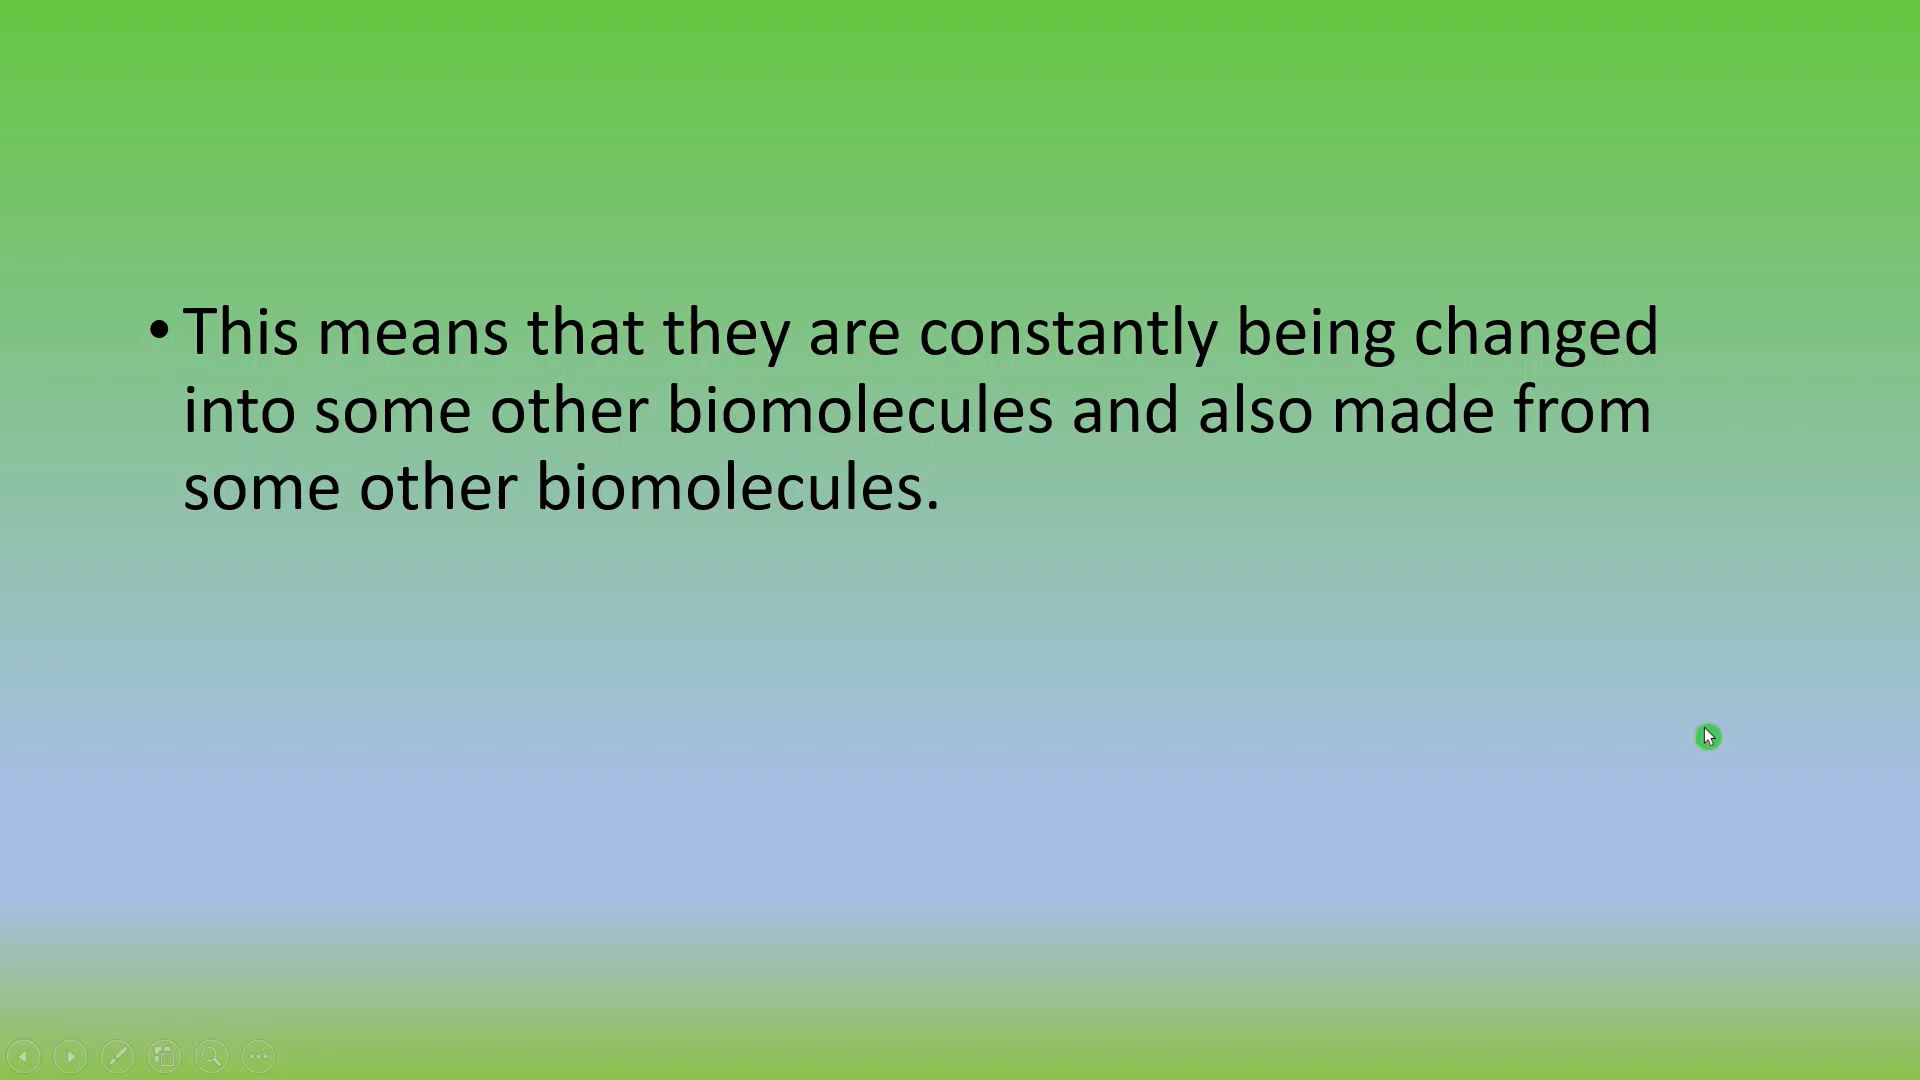 • This means that they are constantly being changed
into some other biomolecules and also made from
some other biomolecules.